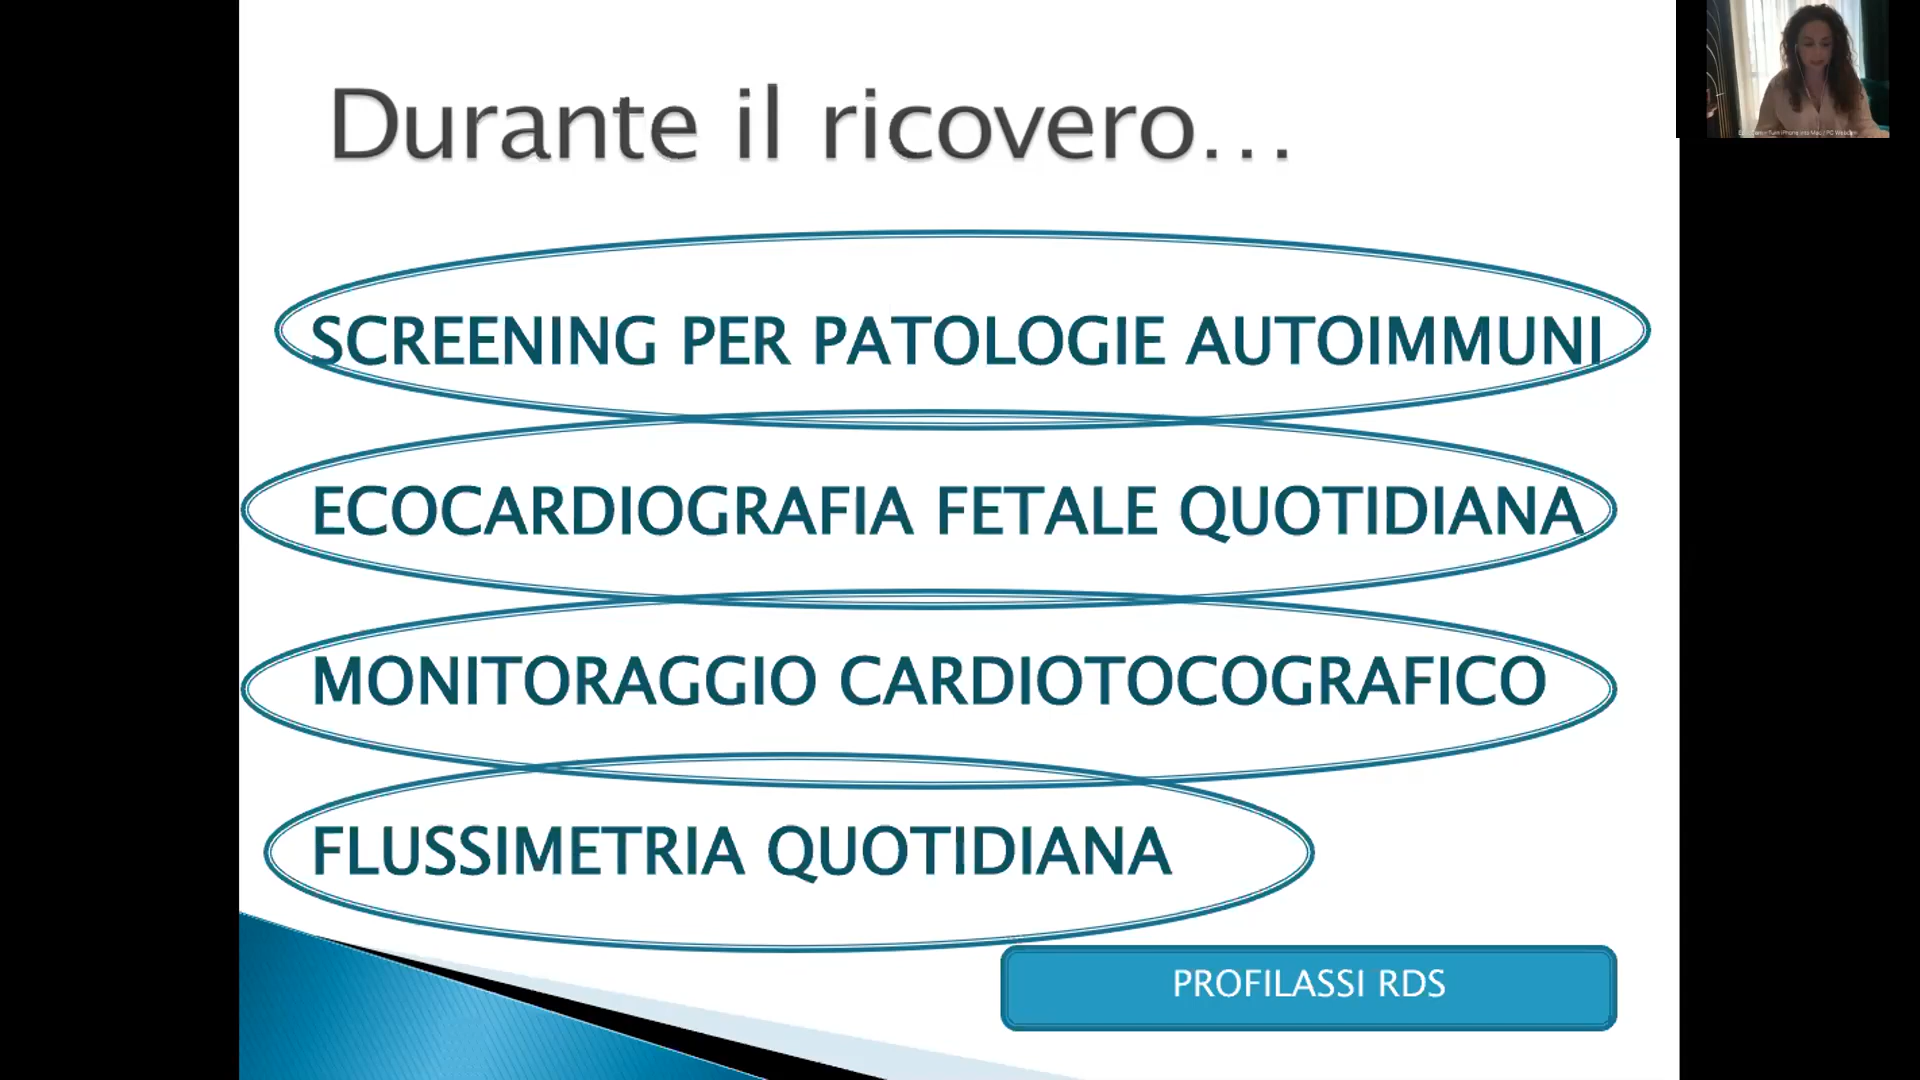 Durante il ricovero…
SCREENING PER PATOLOGIE AUTOIMMUNI
ECOCARDIOGRAFIA FETALE QUOTIDIANA
MONITORAGGIO CARDIOTOCOGRAFICO
FLUSSIMETRIA QUOTIDIANA
PROFILASSI RDS